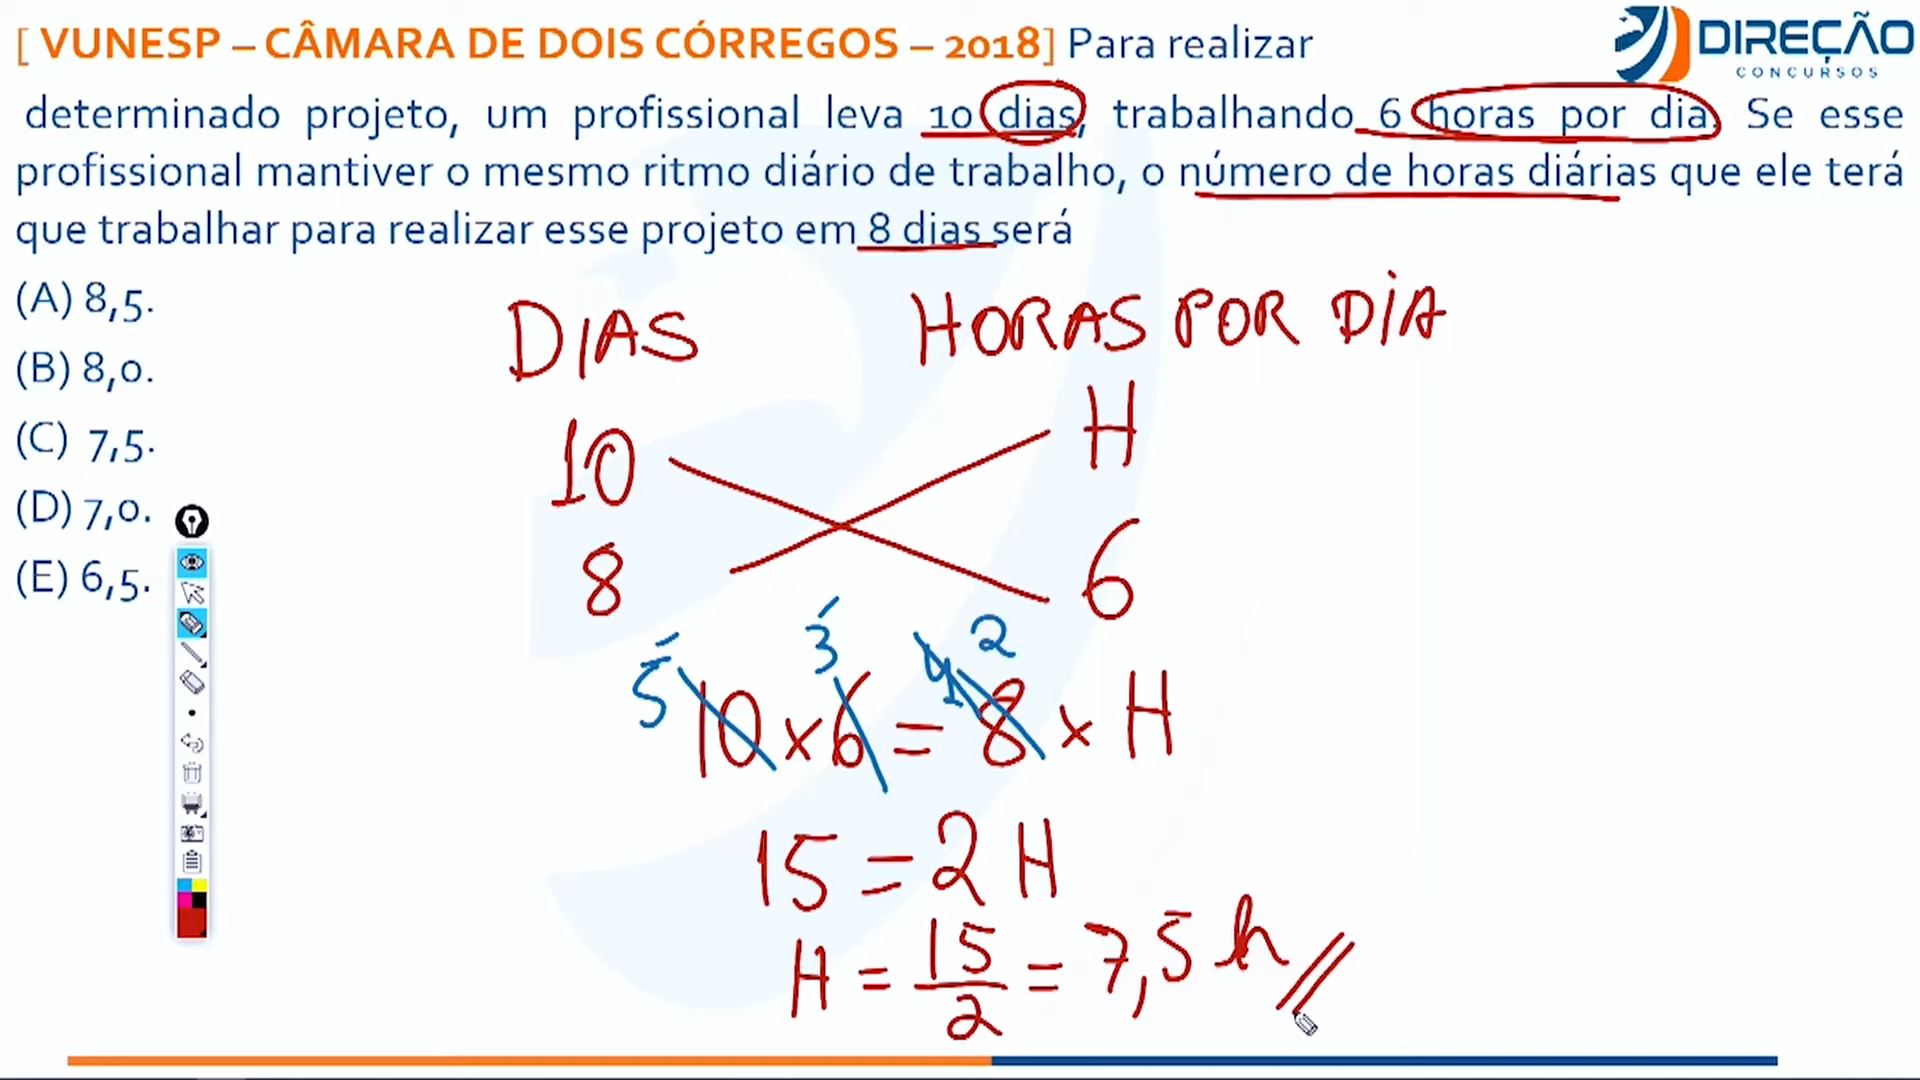 [ VUNESP – CÂMARA DE DOIS CÓRREGOS – 2018] Para realizar
DIREÇÃO
CONCURSOS
determinado projeto, um profissional leva 10 dias, trabalhando 6 horas por dia. Se esse
profissional mantiver o mesmo ritmo diário de trabalho, o número de horas diárias que ele terá
que trabalhar para realizar esse projeto em 8 dias será
(A) 8,5.
(B) 8,0.
(C) 7,5.
(D) 7,0.
(E) 6,5.
DIAS HORAS POR DIA
10 H
8 6
5 3 4 2
10 x 6 = 8 x H
15 = 2 H
H = 15/2 = 7,5 h